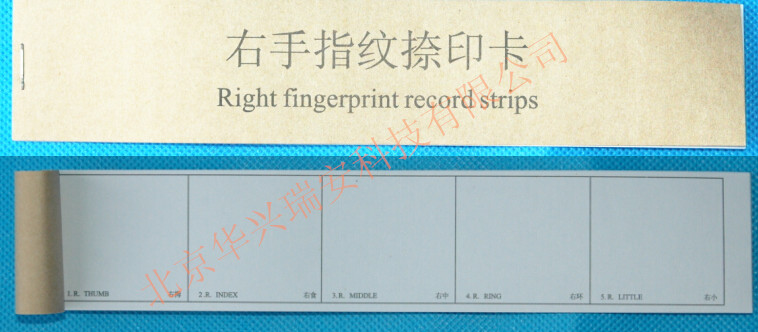 右手指纹捺印卡
Right fingerprint record strips
北京华兴瑞安科技有限公司
1.R. THUMB 右拇
2.R. INDEX 右食
3.R. MIDDLE 右中
4.R. RING 右环
5.R. LITTLE 右小